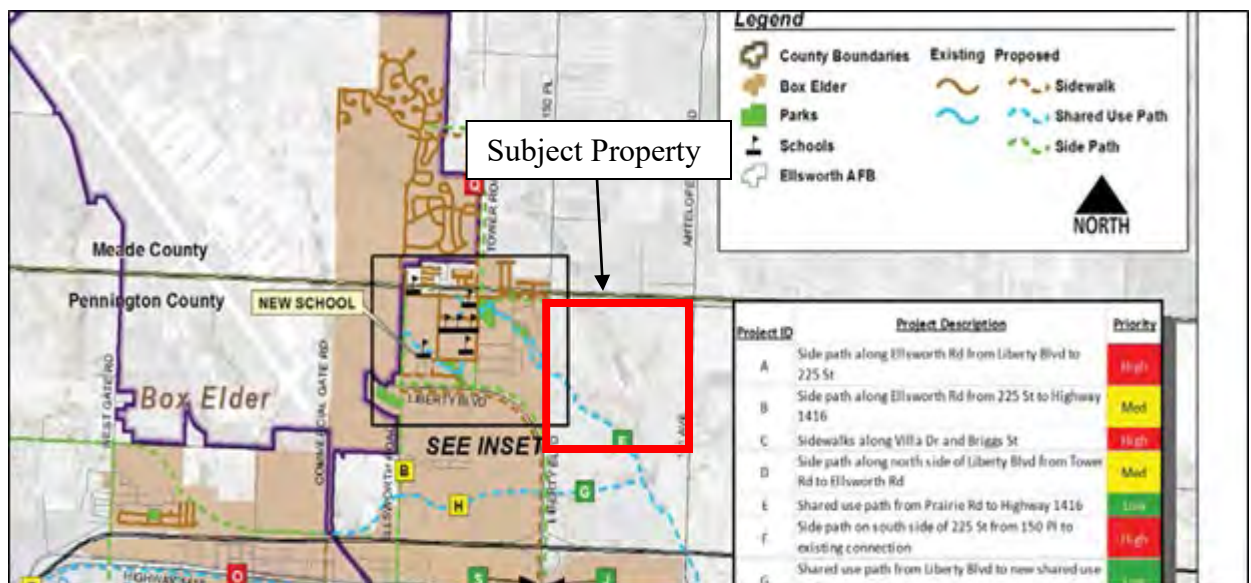 Legend
County Boundaries
Existing Proposed
Box Elder
Sidewalk
Parks
Shared Use Path
Schools
Side Path
Ellsworth AFB
NORTH
150 PL
Subject Property
TOWER ROA
Q
Meade County
Pennington County
NEW SCHOOL
Box Elder
COMMERCIAL GATE RD
LIBERTY BLVD
SEE INSET
B
H
G
E
O
S
J
Project ID
Project Description
Priority
A
Side path along Ellsworth Rd from Liberty Blvd to
225 St
High
B
Side path along Ellsworth Rd from 225 St to Highway
1416
Med
C
Sidewalks along Villa Dr and Briggs St
High
D
Side path along north side of Liberty Blvd from Tower
Rd to Ellsworth Rd
Med
E
Shared use path from Prairie Rd to Highway 1416
Low
F
Side path on south side of 225 St from 150 Pl to
existing connection
High
G
Shared use path from Liberty Blvd to new shared use